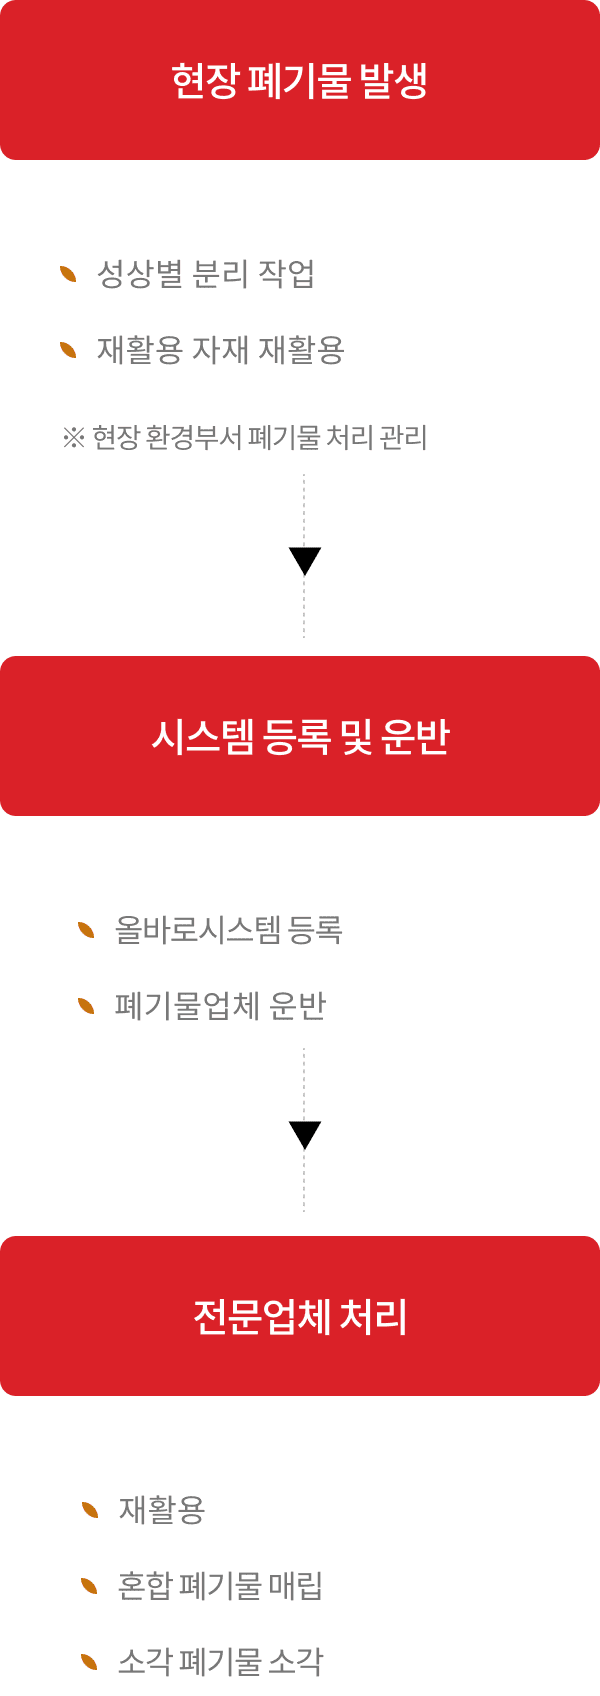 현장 폐기물 발생
성상별 분리 작업
재활용 자재 재활용
※ 현장 환경부서 폐기물 처리 관리
시스템 등록 및 운반
올바로시스템 등록
폐기물업체 운반
전문업체 처리
재활용
혼합 폐기물 매립
소각 폐기물 소각